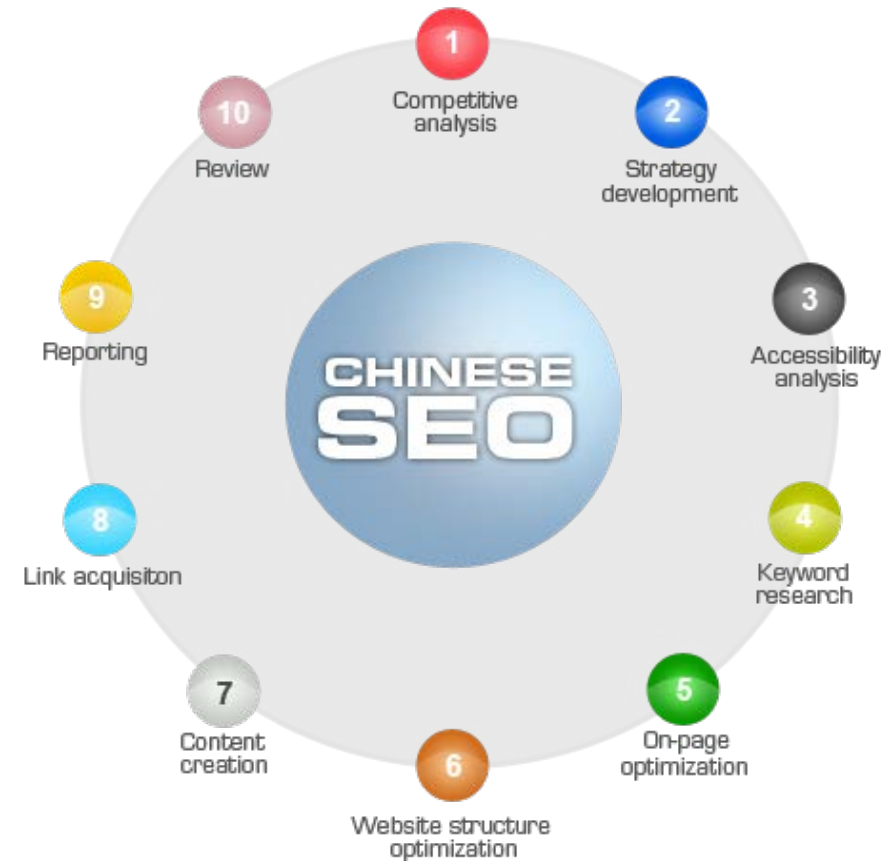 1
Competitive
analysis
2
Strategy
development
3
Accessibility
analysis
4
Keyword
research
5
On-page
optimization
6
Website structure
optimization
7
Content
creation
8
Link acquisiton
9
Reporting
10
Review
CHINESE
SEO